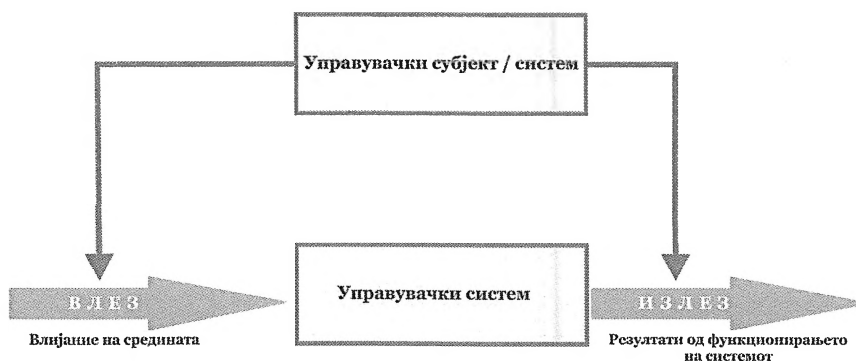 Управувачки субјект / систем
ВЛЕЗ
Управувачки систем
ИЗЛЕЗ
Влијание на средината
Резултати од функционирањето
на системот